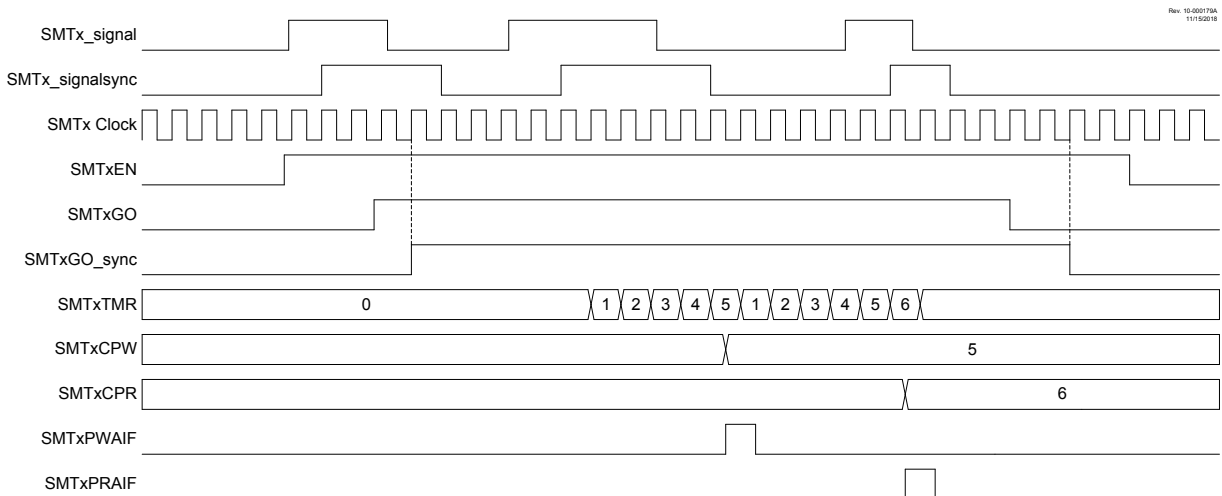 Rev. 10-000179A
11/15/2018
SMTx_signal
SMTx_signalsync
SMTx Clock
SMTxEN
SMTxGO
SMTxGO_sync
SMTxTMR 0 1 2 3 4 5 1 2 3 4 5 6
SMTxCPW 5
SMTxCPR 6
SMTxPWAIF
SMTxPRAIF